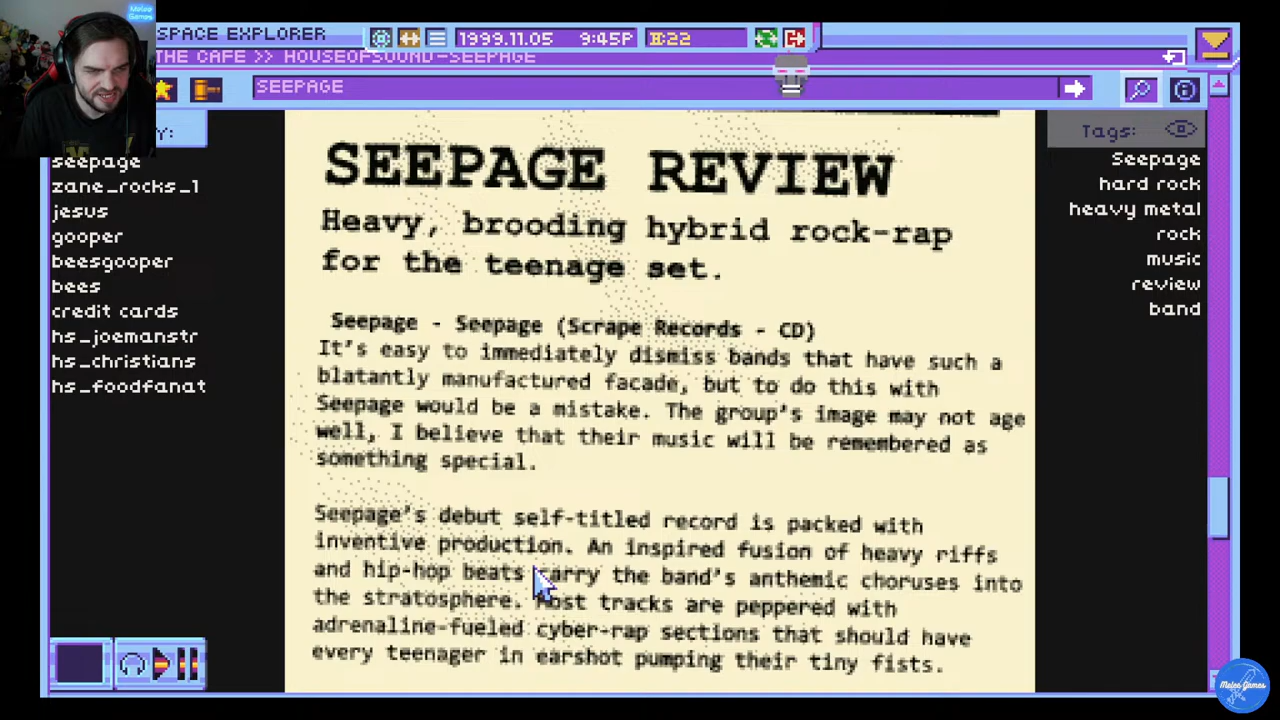 Melee Games
SPACE EXPLORER
1999.11.05 9:45P
22
THE CAFE >> HOUSEOFSOUND-SEEPAGE
SEEPAGE
Y:
seepage
zane_rocks_1
jesus
gooper
beesgooper
bees
credit cards
hs_joemanstr
hs_christians
hs_foodfanat
SEEPAGE REVIEW
Heavy, brooding hybrid rock-rap
for the teenage set.
Seepage - Seepage (Scrape Records - CD)
It's easy to immediately dismiss bands that have such a
blatantly manufactured facade, but to do this with
Seepage would be a mistake. The group's image may not age
well, I believe that their music will be remembered as
something special.
Seepage's debut self-titled record is packed with
inventive production. An inspired fusion of heavy riffs
and hip-hop beats carry the band's anthemic choruses into
the stratosphere. Most tracks are peppered with
adrenaline-fueled cyber-rap sections that should have
every teenager in earshot pumping their tiny fists.
Tags:
Seepage
hard rock
heavy metal
rock
music
review
band
Melee Games